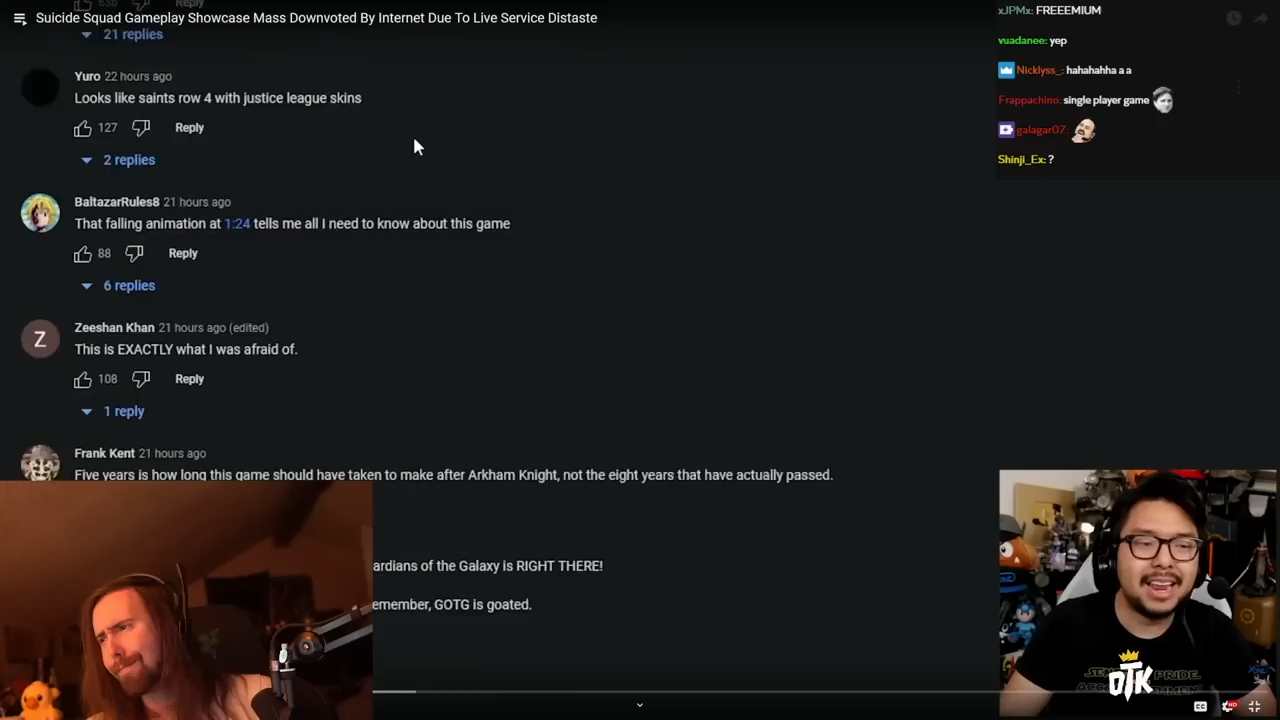 Suicide Squad Gameplay Showcase Mass Downvoted By Internet Due To Live Service Distaste
xJPMx: FREEEMIUM
vuadanee: yep
Nicklyss_: hahahahha a a
Frappachino: single player game
galagar07:
Shinji_Ex: ?
Reply
21 replies
Yuro 22 hours ago
Looks like saints row 4 with justice league skins
127 Reply
2 replies
BaltazarRules8 21 hours ago
That falling animation at 1:24 tells me all I need to know about this game
88 Reply
6 replies
Zeeshan Khan 21 hours ago (edited)
Z
This is EXACTLY what I was afraid of.
108 Reply
1 reply
Frank Kent 21 hours ago
Five years is how long this game should have taken to make after Arkham Knight, not the eight years that have actually passed.
ardians of the Galaxy is RIGHT THERE!
emember, GOTG is goated.
OTK
CC
HD